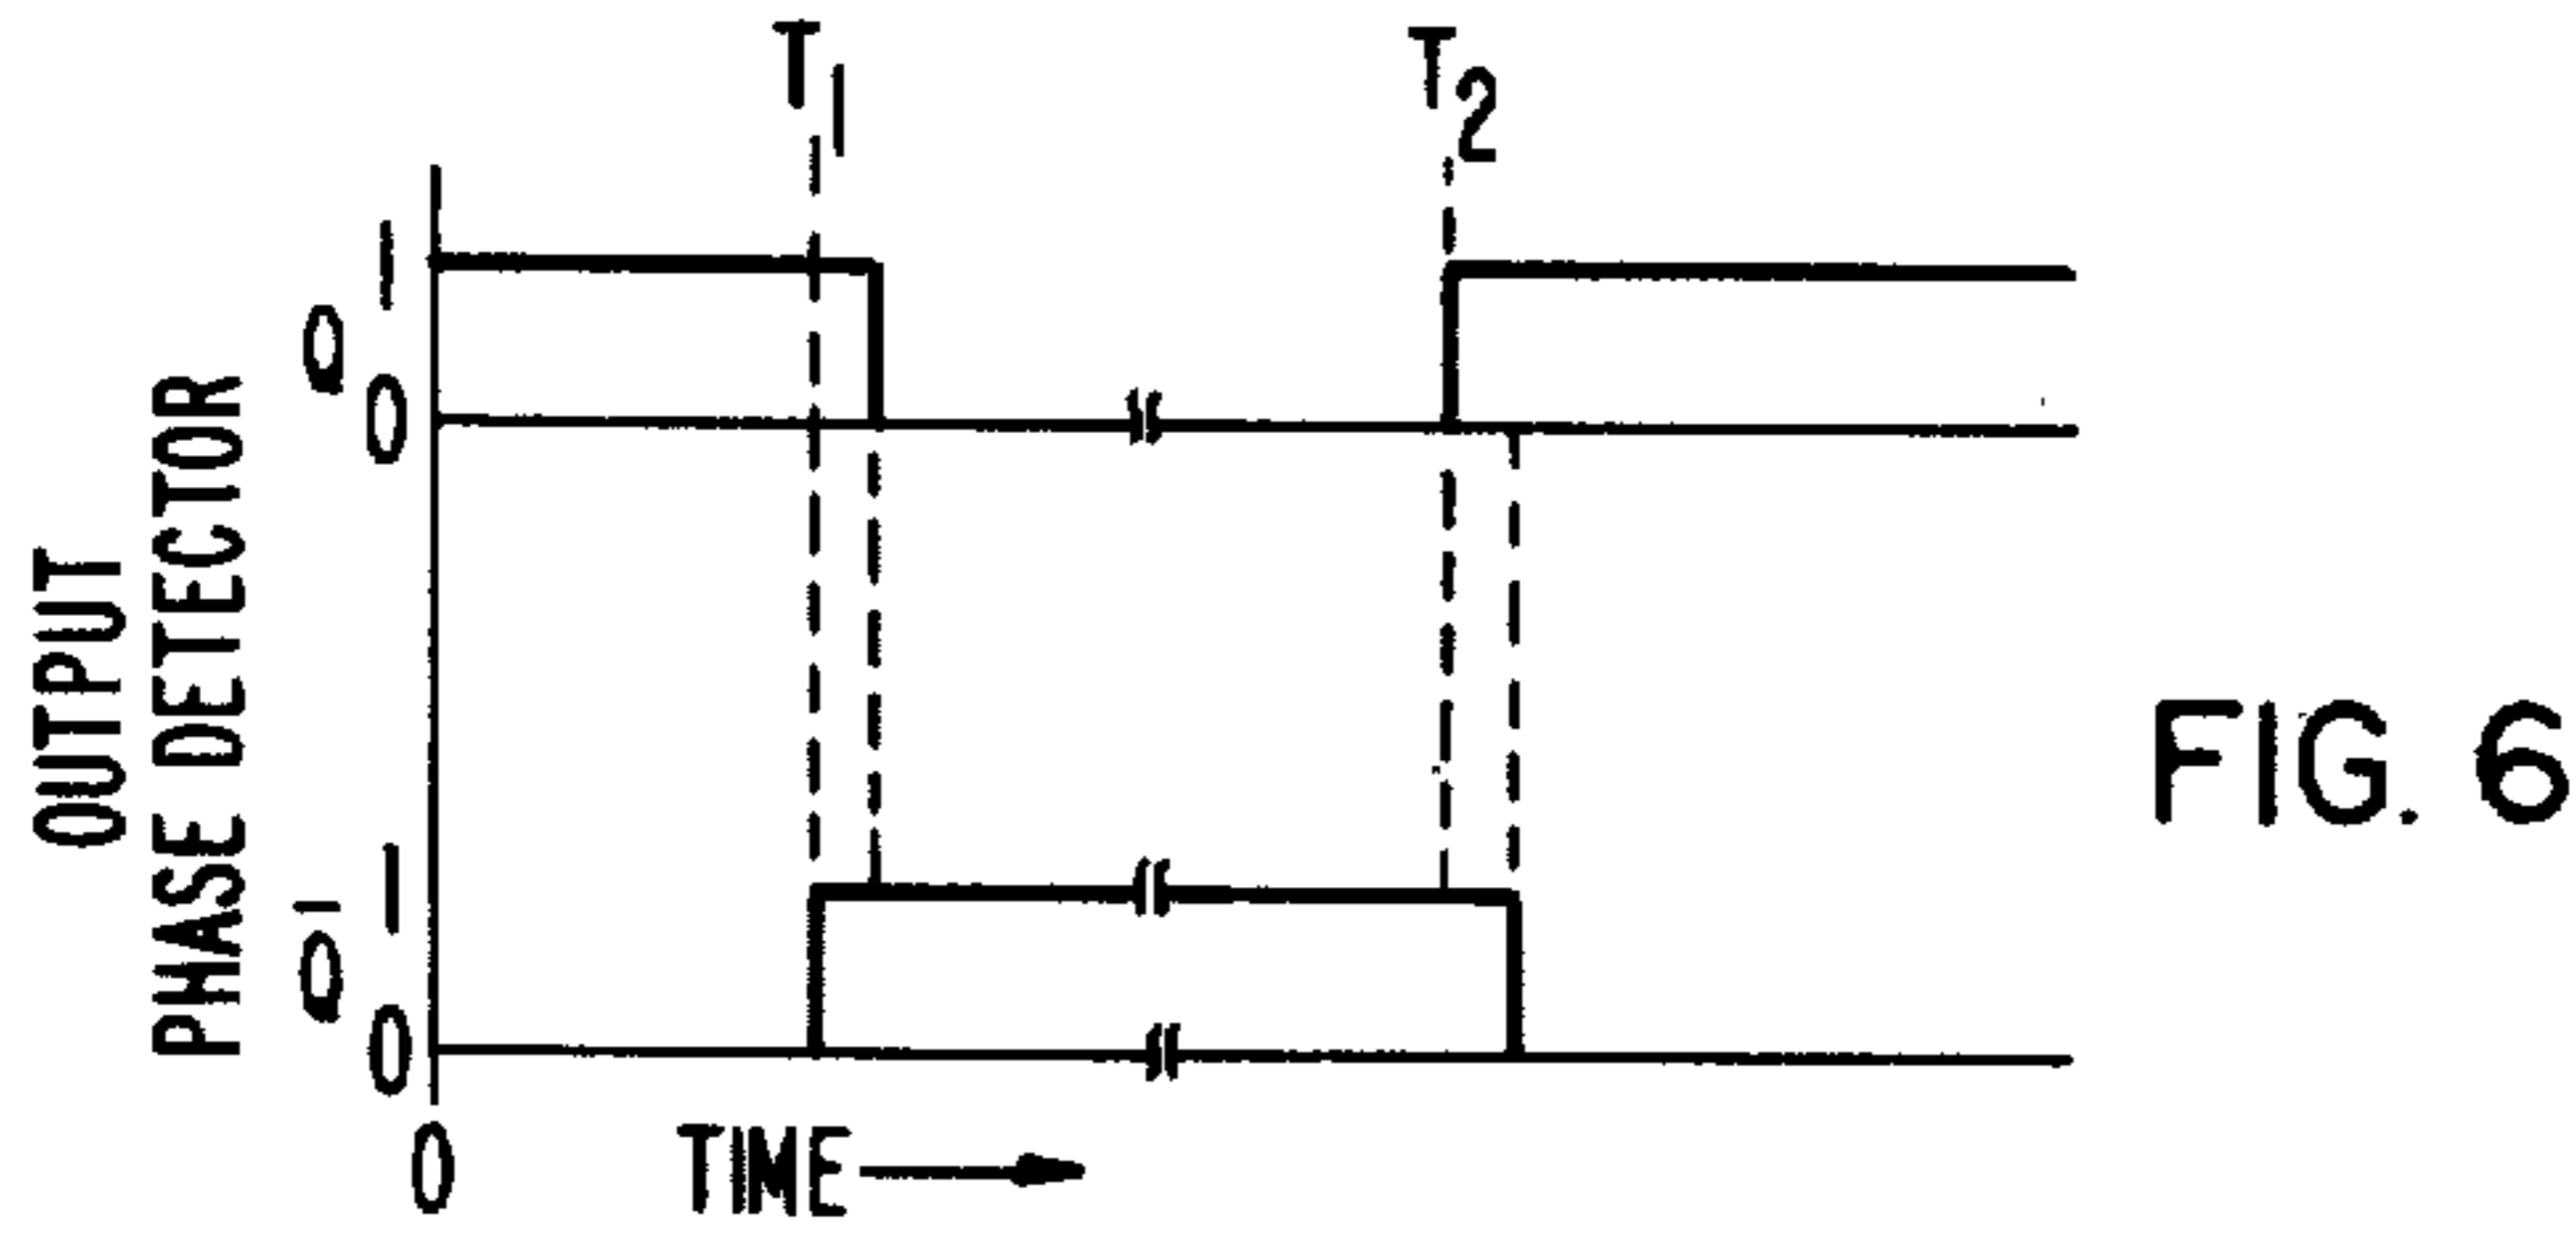 T1
T2
1
Q
0
OUTPUT
PHASE DETECTOR
1
Q̄
0
0
TIME
FIG. 6